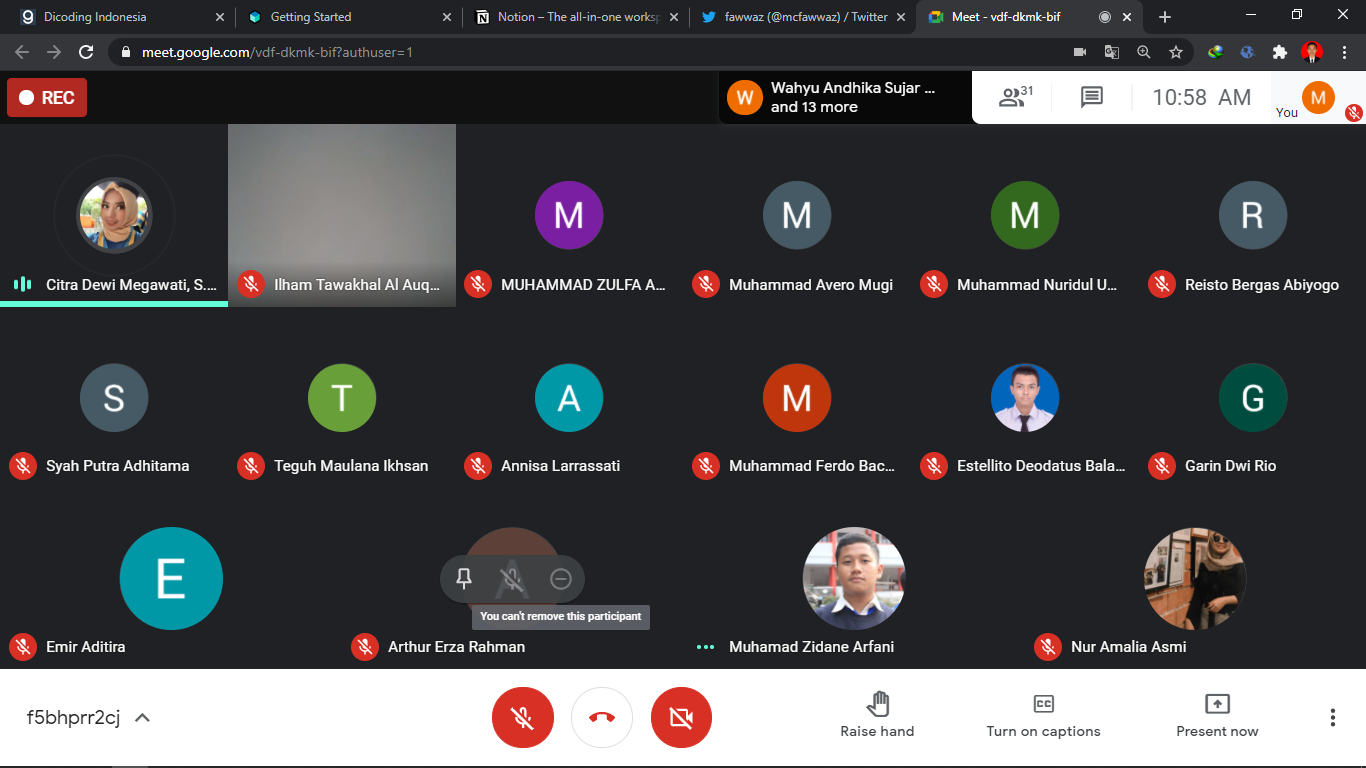 Dicoding Indonesia
Getting Started
Notion – The all-in-one worksp
fawwaz (@mcfawwaz) / Twitter
Meet - vdf-dkmk-bif
meet.google.com/vdf-dkmk-bif?authuser=1
REC
W
Wahyu Andhika Sujar ...
and 13 more
31
10:58 AM
You
M
Citra Dewi Megawati, S....
Ilham Tawakhal Al Auq...
M
MUHAMMAD ZULFA A...
M
Muhammad Avero Mugi
M
Muhammad Nuridul U...
R
Reisto Bergas Abiyogo
S
Syah Putra Adhitama
T
Teguh Maulana Ikhsan
A
Annisa Larrassati
M
Muhammad Ferdo Bac...
Estellito Deodatus Bala...
G
Garin Dwi Rio
E
Emir Aditira
A
You can't remove this participant
Arthur Erza Rahman
Muhamad Zidane Arfani
Nur Amalia Asmi
f5bhprr2cj
Raise hand
CC
Turn on captions
Present now